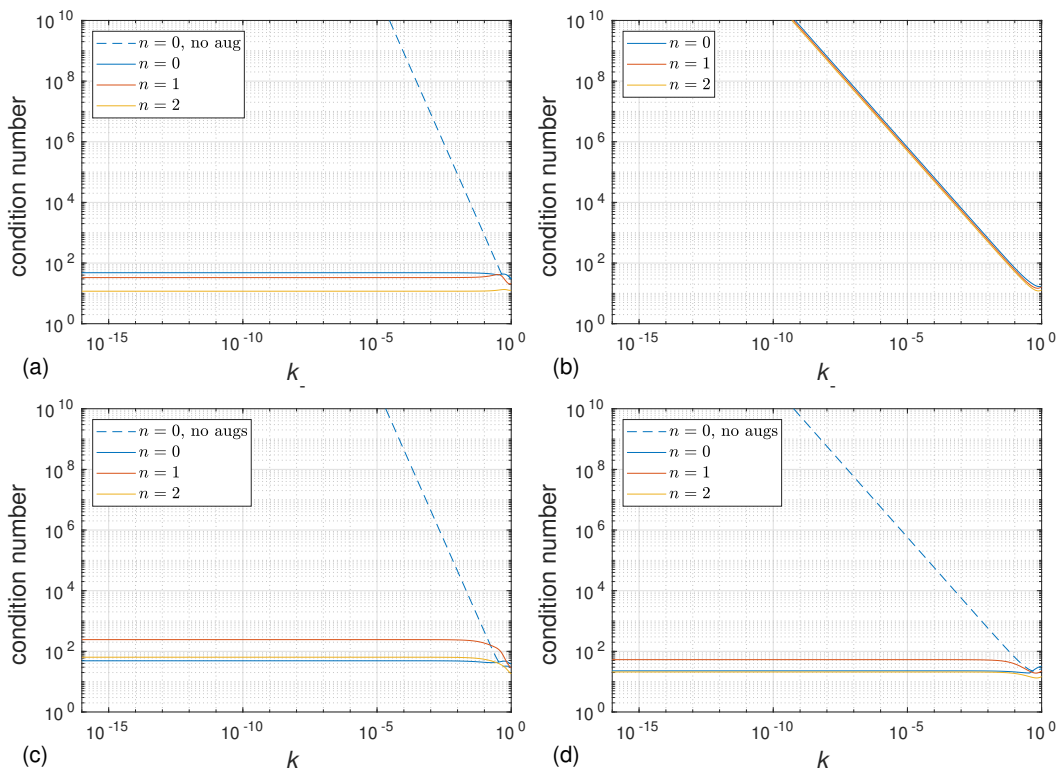 10^10
10^8
10^6
10^4
10^2
10^0
condition number
n = 0, no aug
n = 0
n = 1
n = 2
10^-15
10^-10
10^-5
10^0
(a)
k_-
10^10
10^8
10^6
10^4
10^2
10^0
condition number
n = 0
n = 1
n = 2
10^-15
10^-10
10^-5
10^0
(b)
k_-
10^10
10^8
10^6
10^4
10^2
10^0
condition number
n = 0, no augs
n = 0
n = 1
n = 2
10^-15
10^-10
10^-5
10^0
(c)
k
10^10
10^8
10^6
10^4
10^2
10^0
condition number
n = 0, no augs
n = 0
n = 1
n = 2
10^-15
10^-10
10^-5
10^0
(d)
k